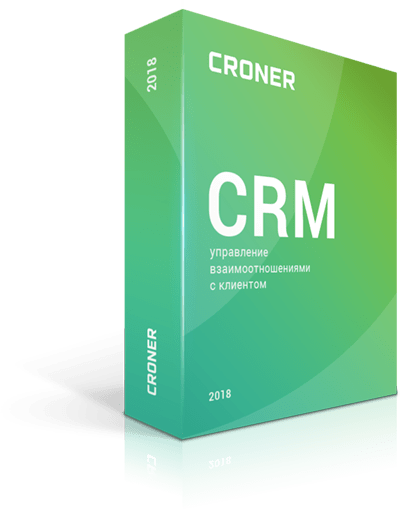 2018
CRONER
CRONER
CRM
управление
взаимоотношениями
с клиентом
2018